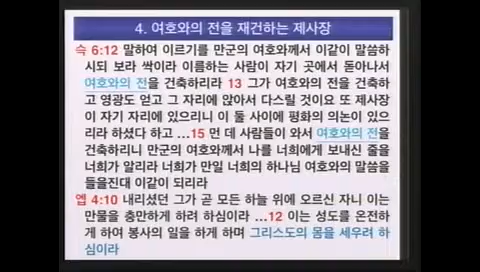 4. 여호와의 전을 재건하는 제사장
슥 6:12 말하여 이르기를 만군의 여호와께서 이같이 말씀하
시되 보라 싹이라 이름하는 사람이 자기 곳에서 돋아나서
여호와의 전을 건축하리라 13 그가 여호와의 전을 건축하
고 영광도 얻고 그 자리에 앉아서 다스릴 것이요 또 제사장
이 자기 자리에 있으리니 이 둘 사이에 평화의 의논이 있으
리라 하셨다 하고 ...15 먼 데 사람들이 와서 여호와의 전을
건축하리니 만군의 여호와께서 나를 너희에게 보내신 줄을
너희가 알리라 너희가 만일 너희의 하나님 여호와의 말씀을
들을진대 이같이 되리라
엡 4:10 내리셨던 그가 곧 모든 하늘 위에 오르신 자니 이는
만물을 충만하게 하려 하심이라 ...12 이는 성도를 온전하
게 하여 봉사의 일을 하게 하며 그리스도의 몸을 세우려 하
심이라